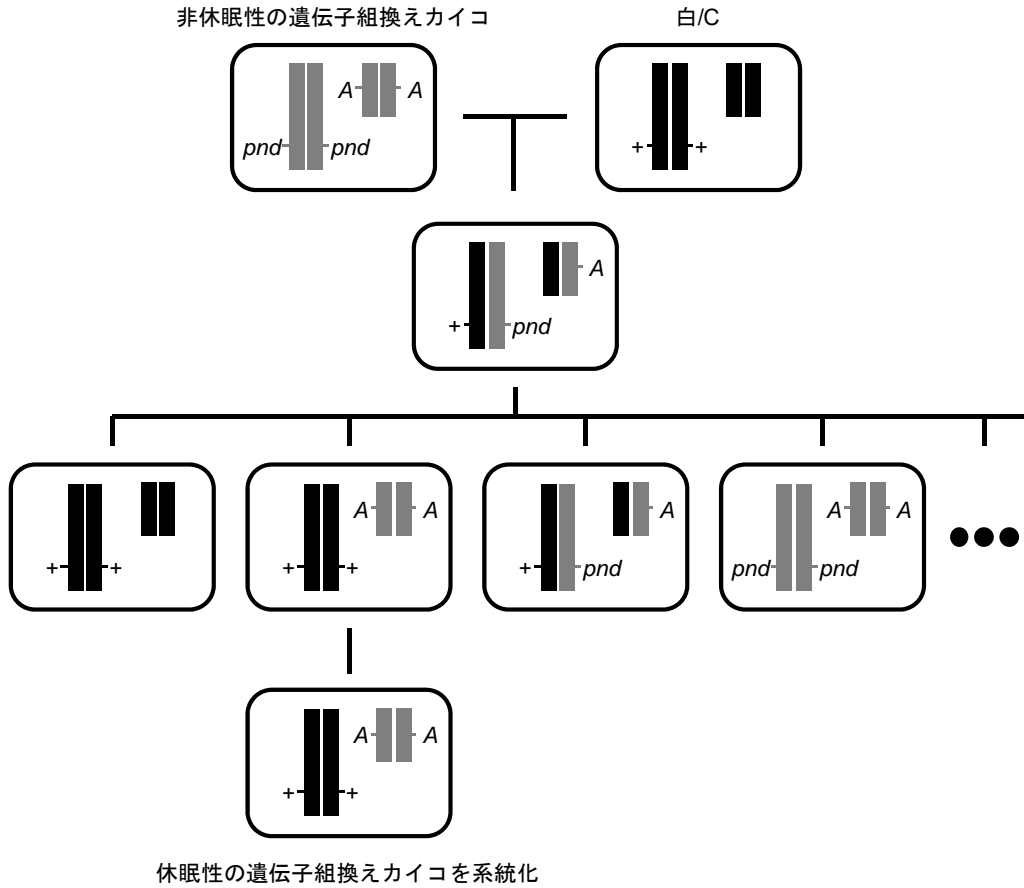 非休眠性の遺伝子組換えカイコ 白/C
A A
pnd pnd + +
A
+ pnd
A A A A A
+ + + + + pnd pnd pnd
A A
+ +
休眠性の遺伝子組換えカイコを系統化